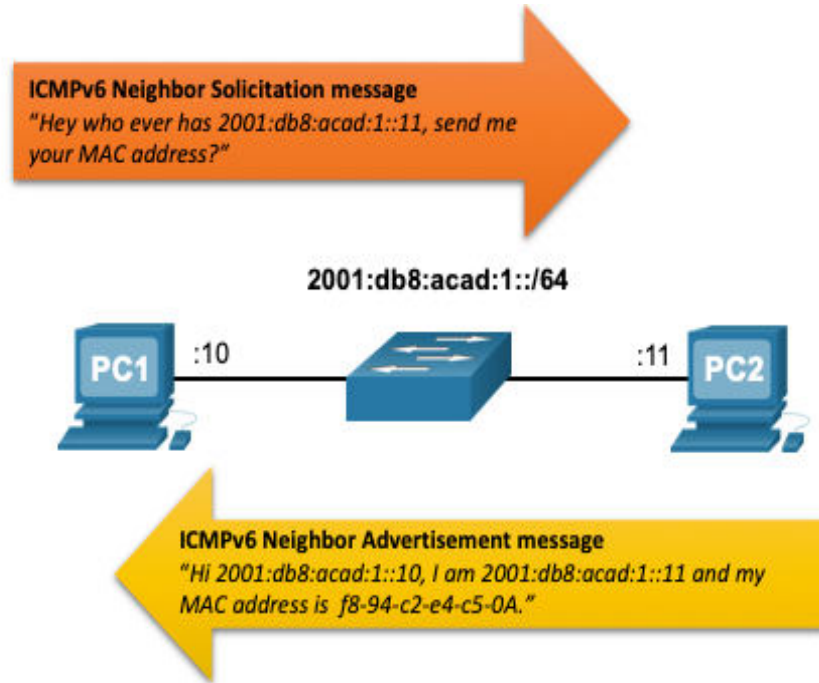 ICMPv6 Neighbor Solicitation message
"Hey who ever has 2001:db8:acad:1::11, send me
your MAC address?"
2001:db8:acad:1::/64
PC1
:10
:11
PC2
ICMPv6 Neighbor Advertisement message
"Hi 2001:db8:acad:1::10, I am 2001:db8:acad:1::11 and my
MAC address is f8-94-c2-e4-c5-0A."